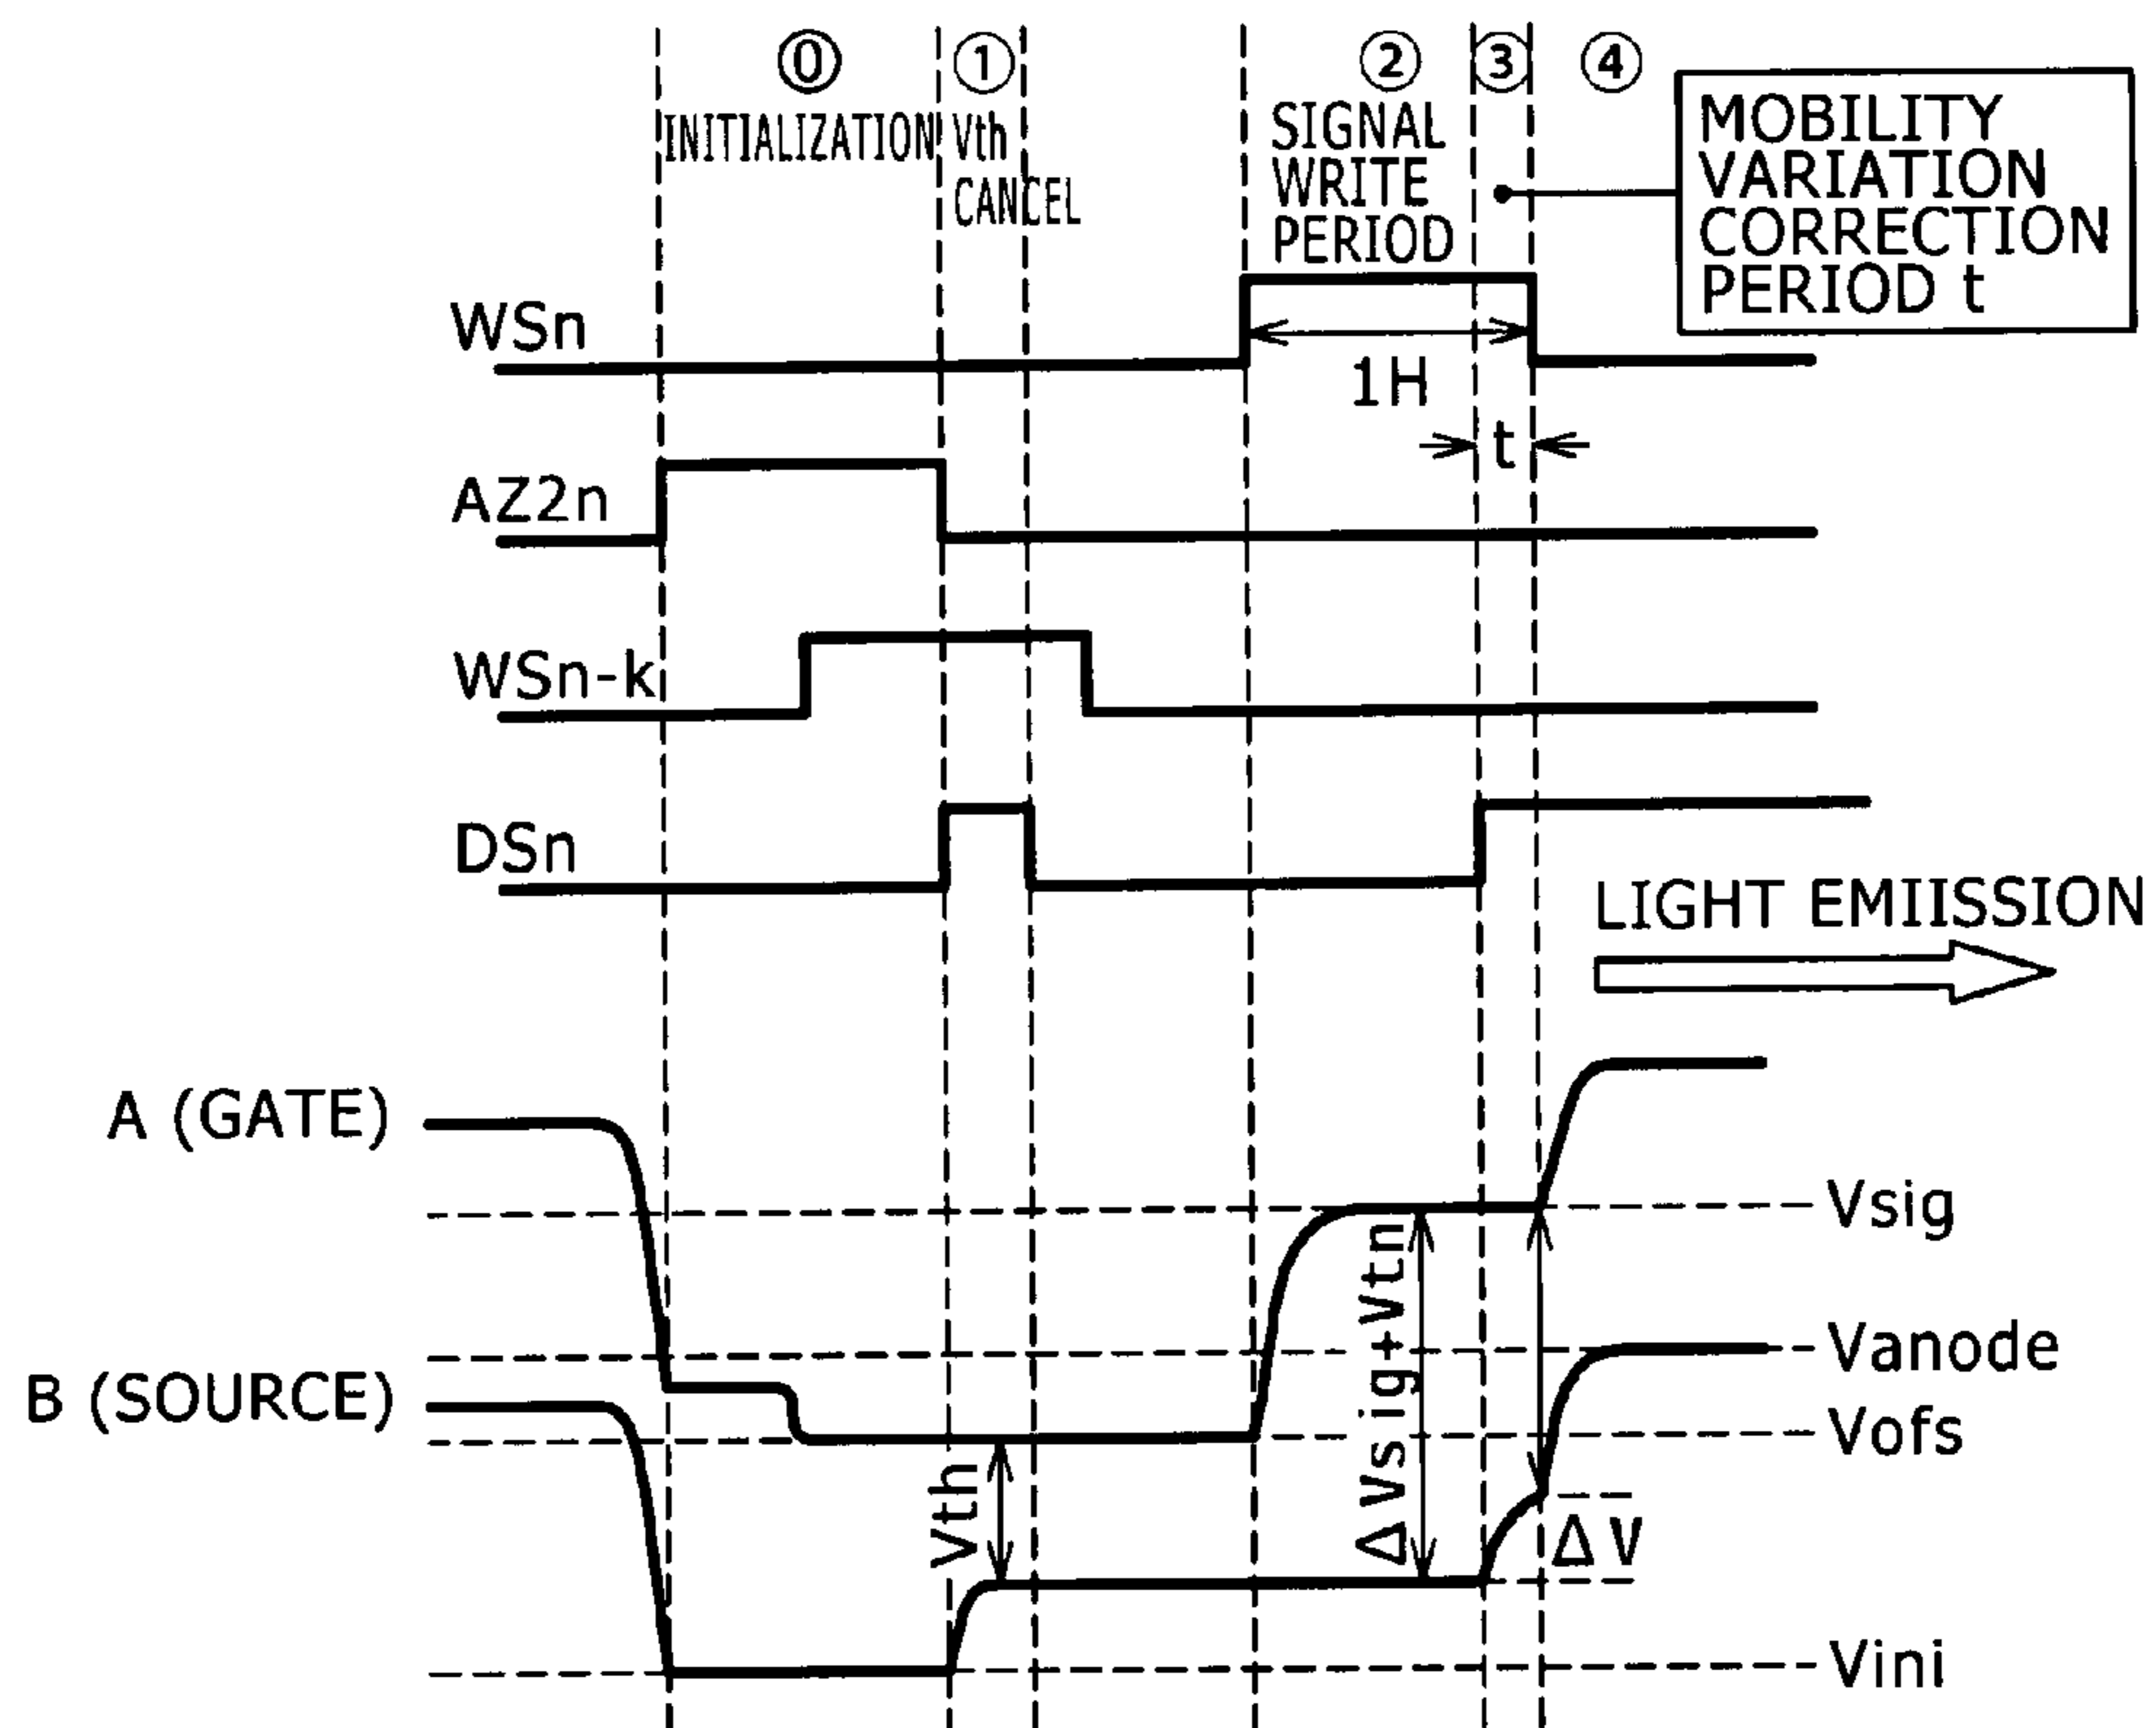 ⓪
①
②
③
④
INITIALIZATION
Vth
CANCEL
SIGNAL
WRITE
PERIOD
MOBILITY
VARIATION
CORRECTION
PERIOD t
WSn
1H
t
AZ2n
WSn-k
DSn
LIGHT EMIISSION
A (GATE)
Vsig
ΔVsig+Vtn
Vanode
B (SOURCE)
Vofs
Vth
ΔV
Vini